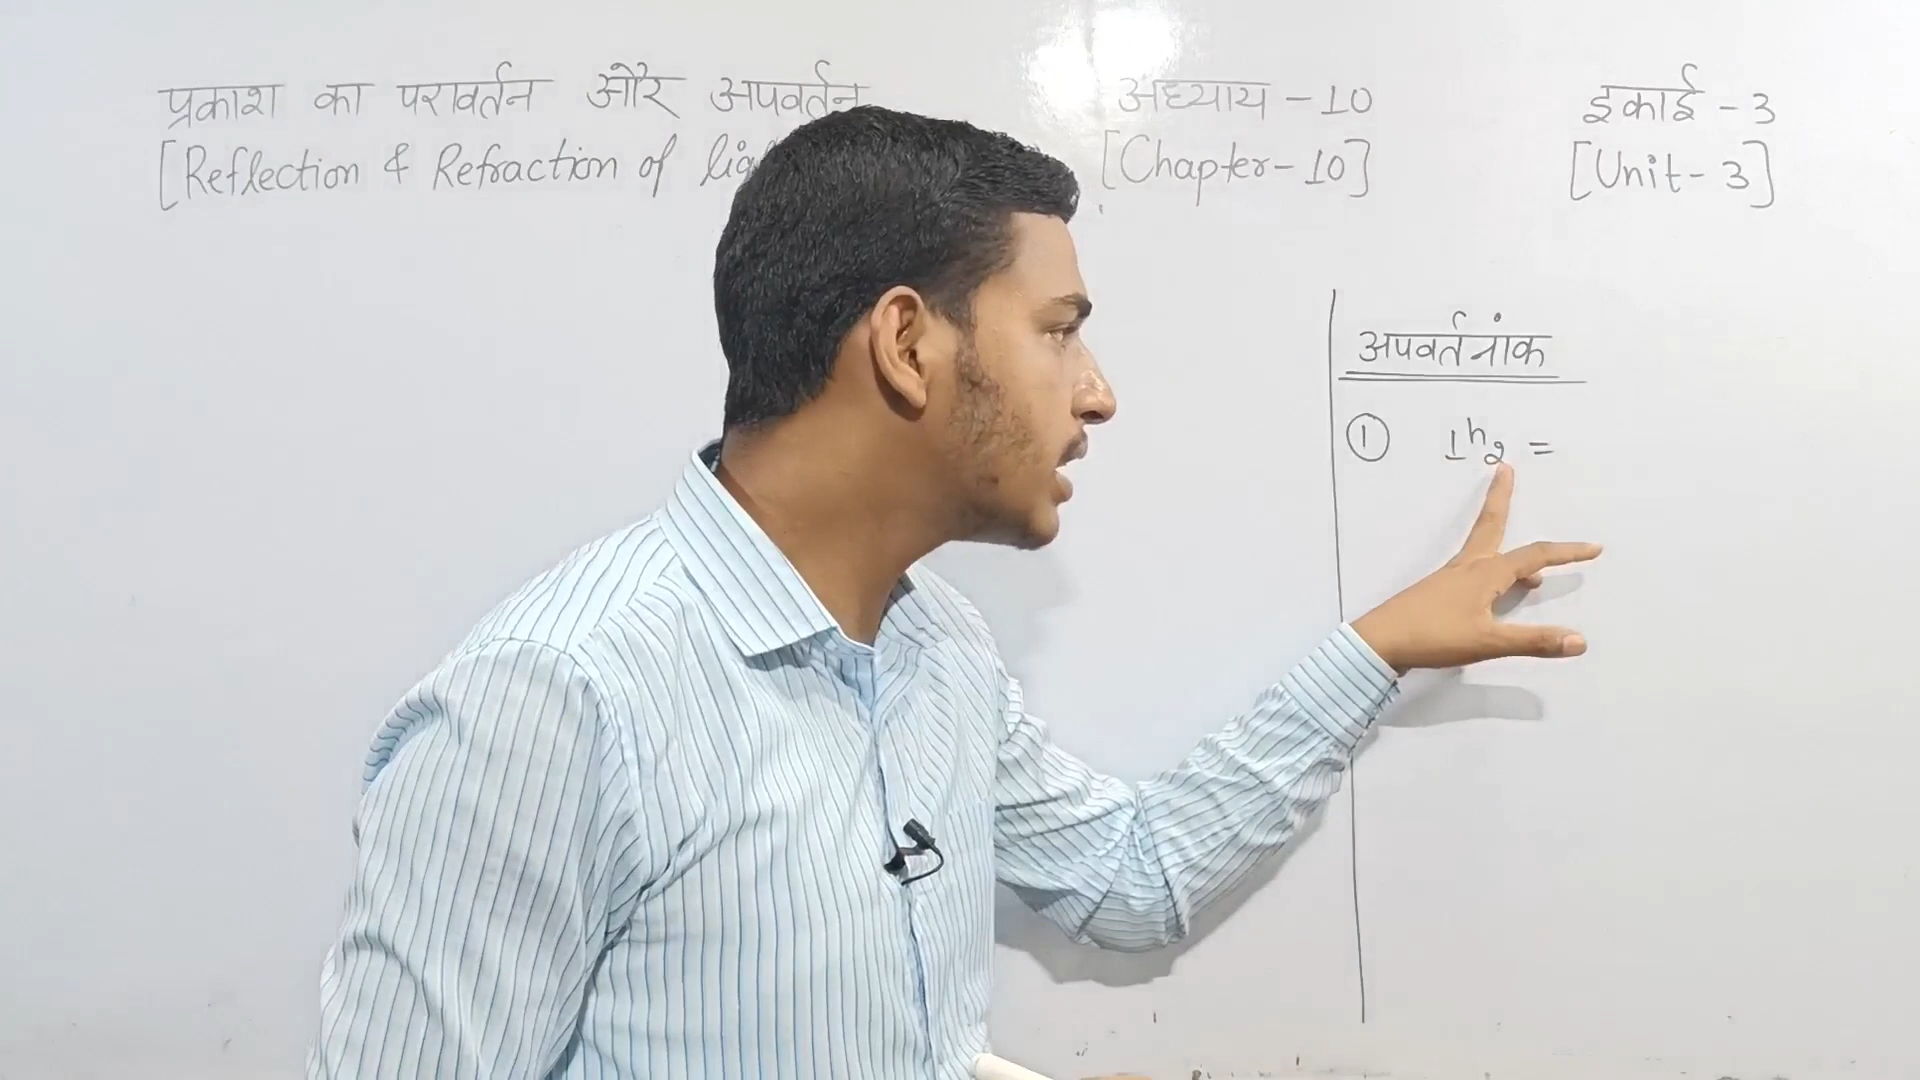 प्रकाश का परावर्तन और अपवर्तन
[Reflection & Refraction of
अध्याय - 10
[Chapter - 10]
इकाई - 3
[Unit - 3]
अपवर्तनांक
① 1n2 =